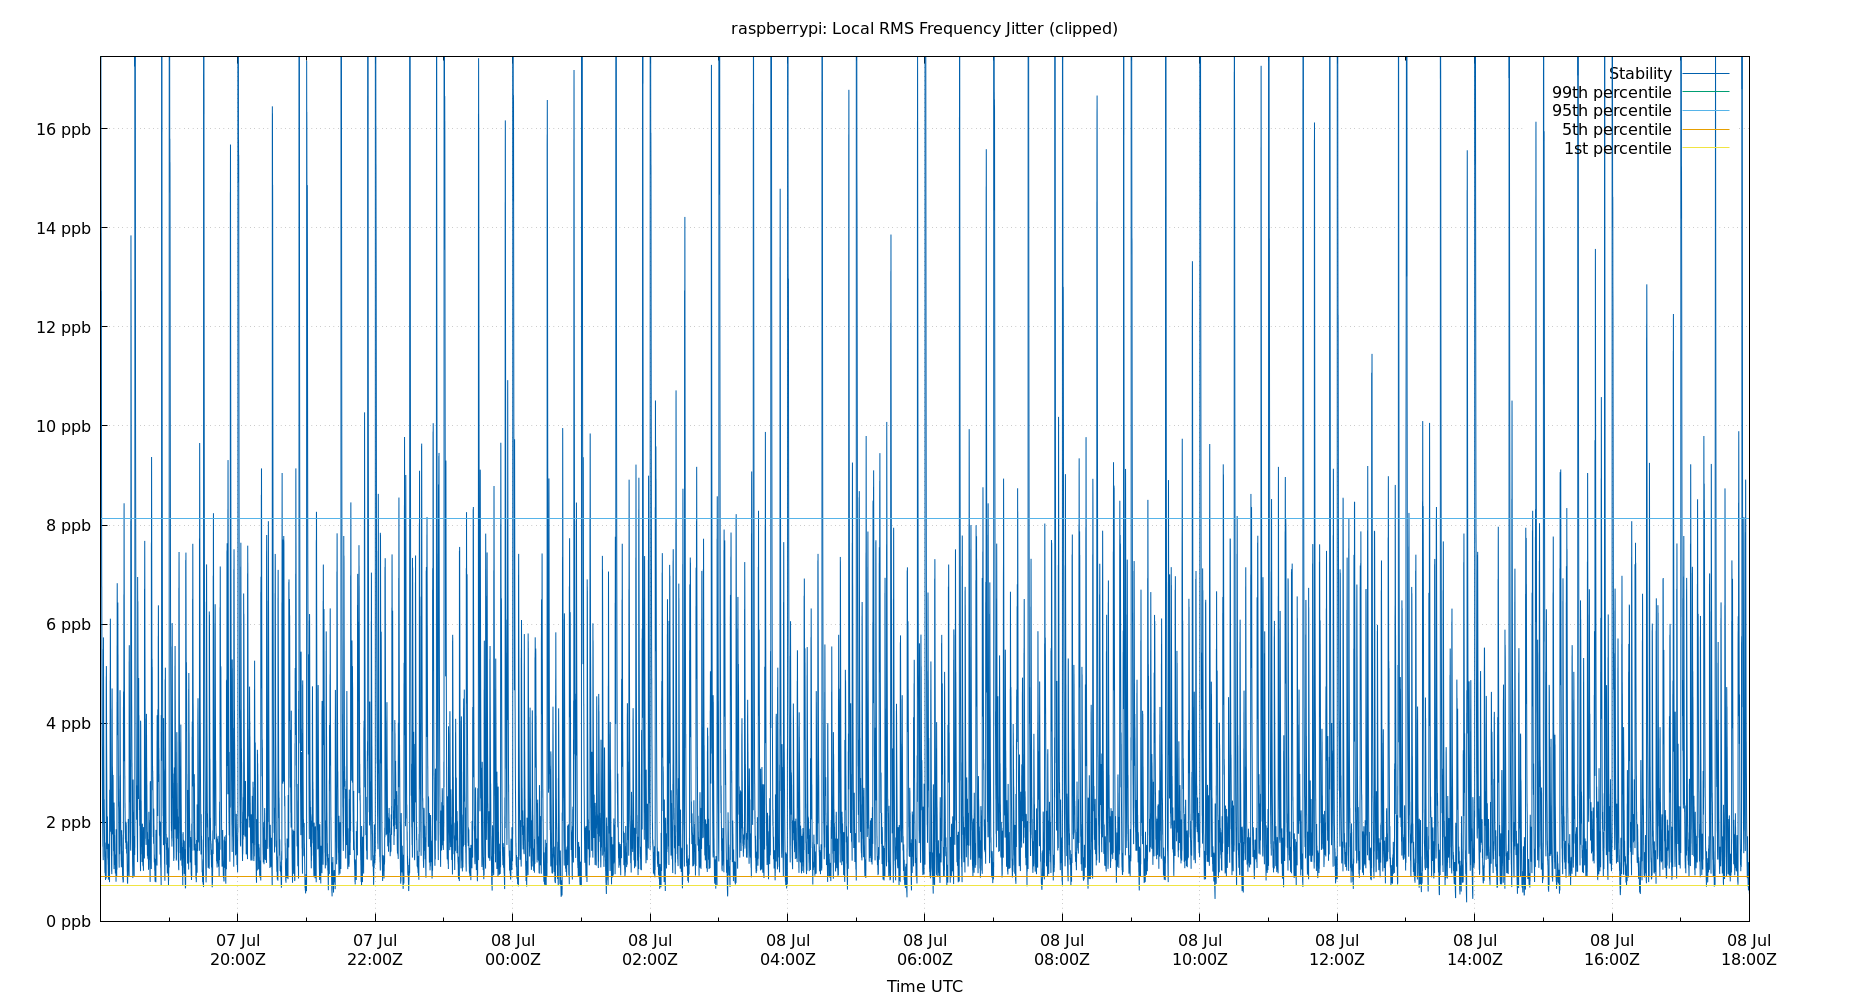 raspberrypi: Local RMS Frequency Jitter (clipped)
Stability
99th percentile
95th percentile
5th percentile
1st percentile
16 ppb
14 ppb
12 ppb
10 ppb
8 ppb
6 ppb
4 ppb
2 ppb
0 ppb
07 Jul 07 Jul 08 Jul 08 Jul 08 Jul 08 Jul 08 Jul 08 Jul 08 Jul 08 Jul 08 Jul 08 Jul
20:00Z 22:00Z 00:00Z 02:00Z 04:00Z 06:00Z 08:00Z 10:00Z 12:00Z 14:00Z 16:00Z 18:00Z
Time UTC